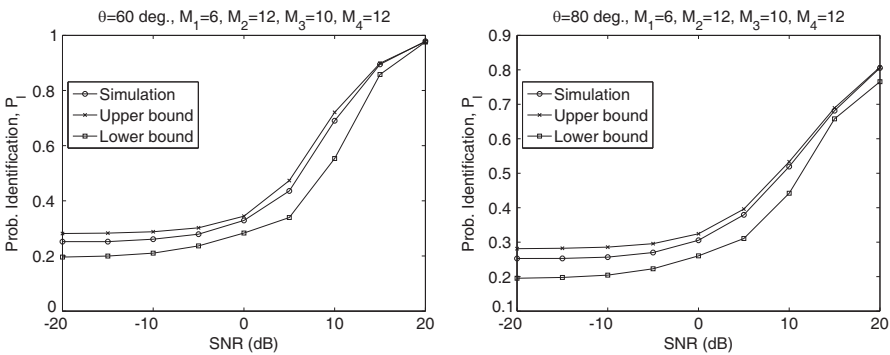 θ=60 deg., M1=6, M2=12, M3=10, M4=12
Prob. Identification, PI
1
0.8
0.6
0.4
0.2
0
Simulation
Upper bound
Lower bound
-20
-10
0
10
20
SNR (dB)
θ=80 deg., M1=6, M2=12, M3=10, M4=12
Prob. Identification, PI
0.9
0.8
0.7
0.6
0.5
0.4
0.3
0.2
0.1
Simulation
Upper bound
Lower bound
-20
-10
0
10
20
SNR (dB)